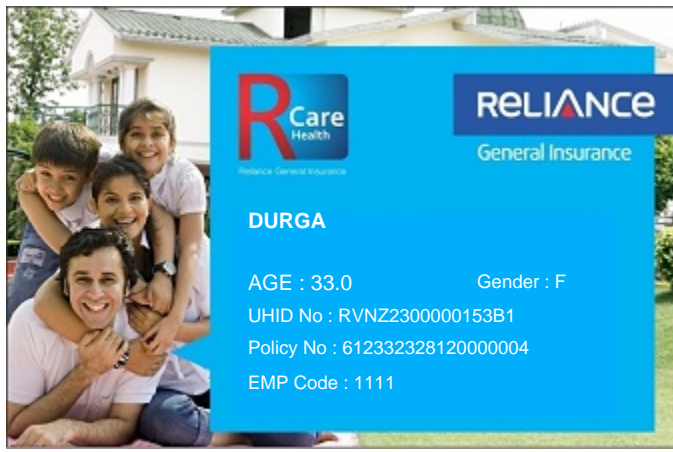 R Care
Health
Reliance General Insurance
RELIANCE
General Insurance
DURGA
AGE : 33.0 Gender : F
UHID No : RVNZ2300000153B1
Policy No : 612332328120000004
EMP Code : 1111